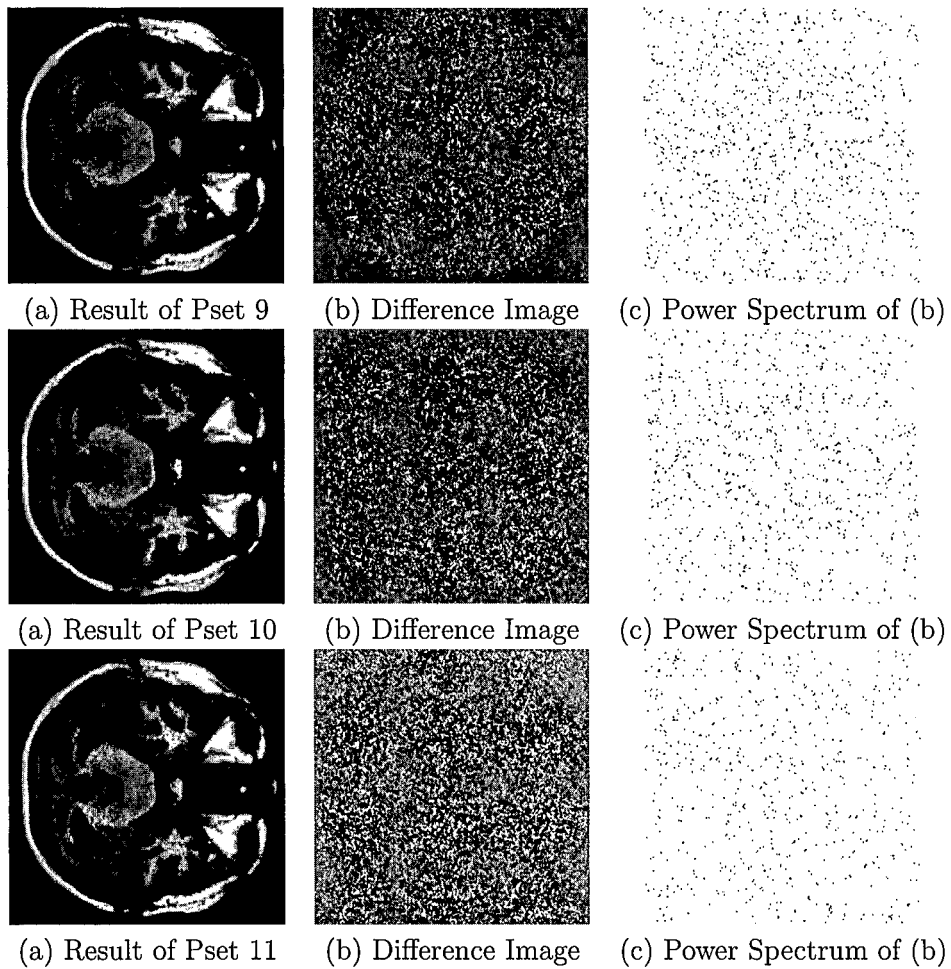 (a) Result of Pset 9 (b) Difference Image (c) Power Spectrum of (b)
(a) Result of Pset 10 (b) Difference Image (c) Power Spectrum of (b)
(a) Result of Pset 11 (b) Difference Image (c) Power Spectrum of (b)